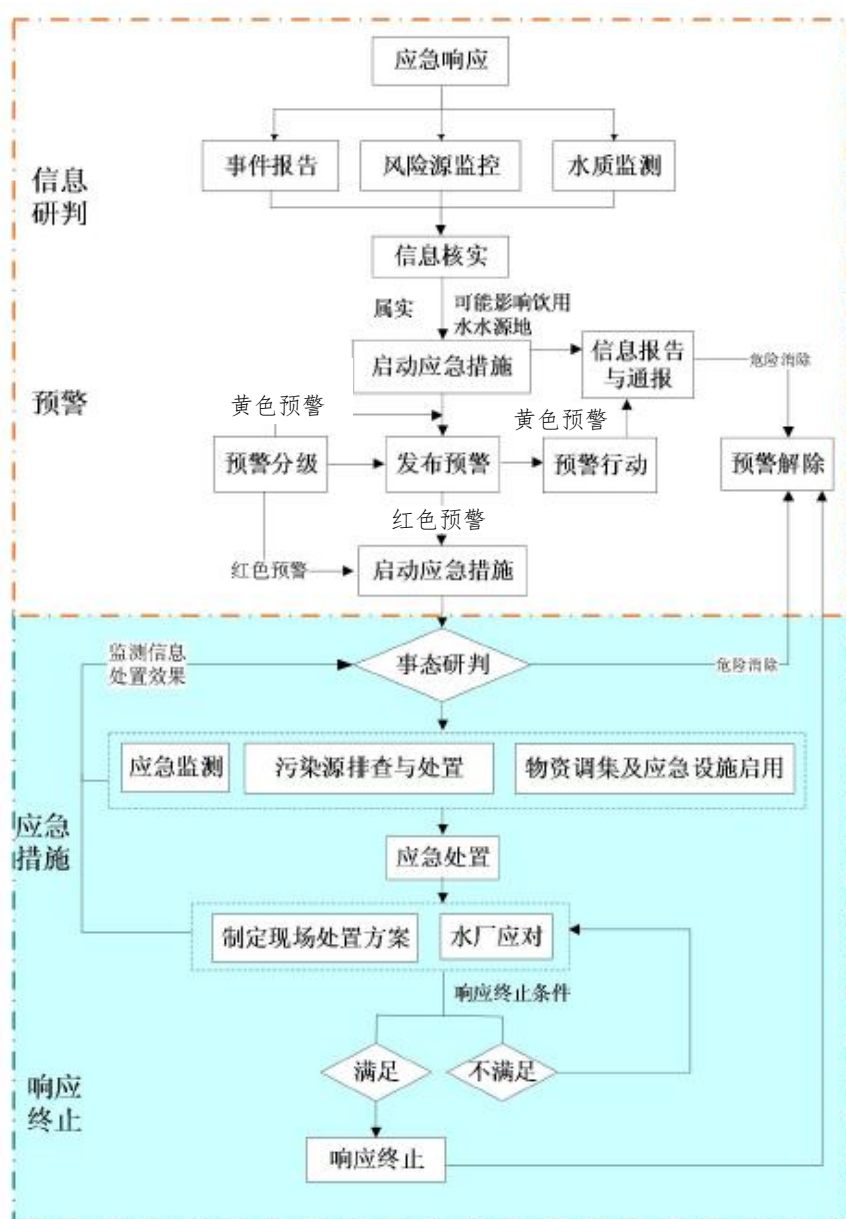 应急响应
事件报告
风险源监控
水质监测
信息
研判
信息核实
属实
可能影响饮用
水水源地
启动应急措施
信息报告
与通报
危险消除
预警
黄色预警
黄色预警
预警分级
发布预警
预警行动
预警解除
红色预警
红色预警
启动应急措施
监测信息
处置效果
事态研判
危险消除
应急监测
污染源排查与处置
物资调集及应急设施启用
应急
措施
应急处置
制定现场处置方案
水厂应对
响应终止条件
满足
不满足
响应
终止
响应终止